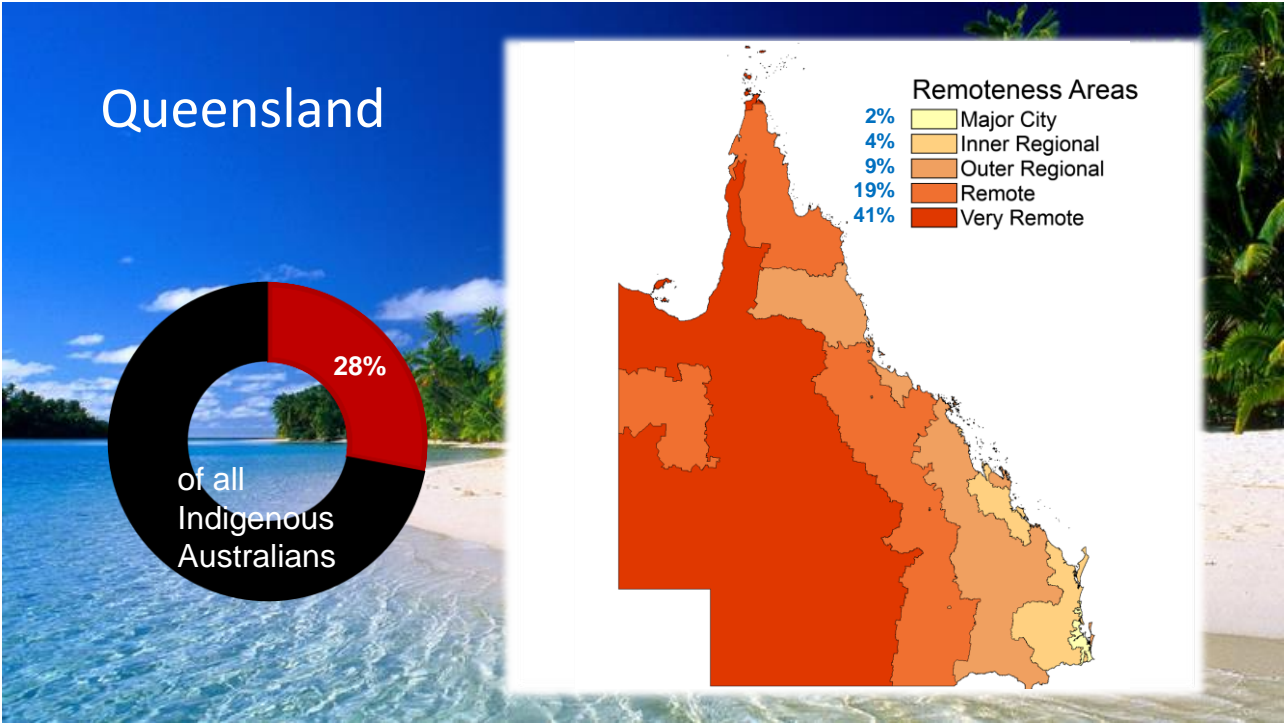 Queensland
28%
of all
Indigenous
Australians
Remoteness Areas
2% Major City
4% Inner Regional
9% Outer Regional
19% Remote
41% Very Remote